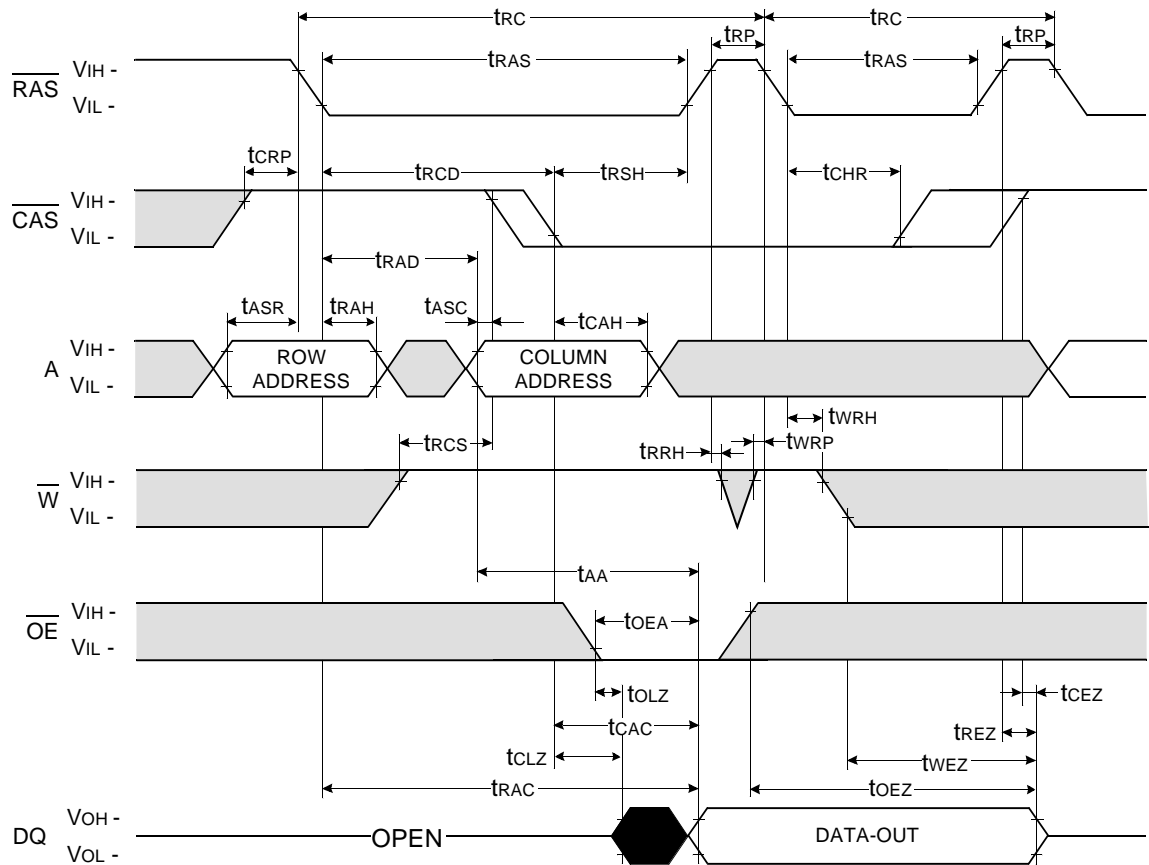 tRC tRC
tRP tRP
tRAS tRAS
RAS
VIH -
VIL -
tCRP
tRCD tRSH tCHR
CAS
VIH -
VIL -
tRAD
tASR tRAH tASC tCAH
A
VIH -
VIL -
ROW
ADDRESS
COLUMN
ADDRESS
tWRH
tRCS tRRH tWRP
W
VIH -
VIL -
tAA
OE
VIH -
VIL -
tOEA
tOLZ tCEZ
tCAC
tREZ
tCLZ tWEZ
tRAC tOEZ
DQ
VOH -
VOL -
OPEN
DATA-OUT